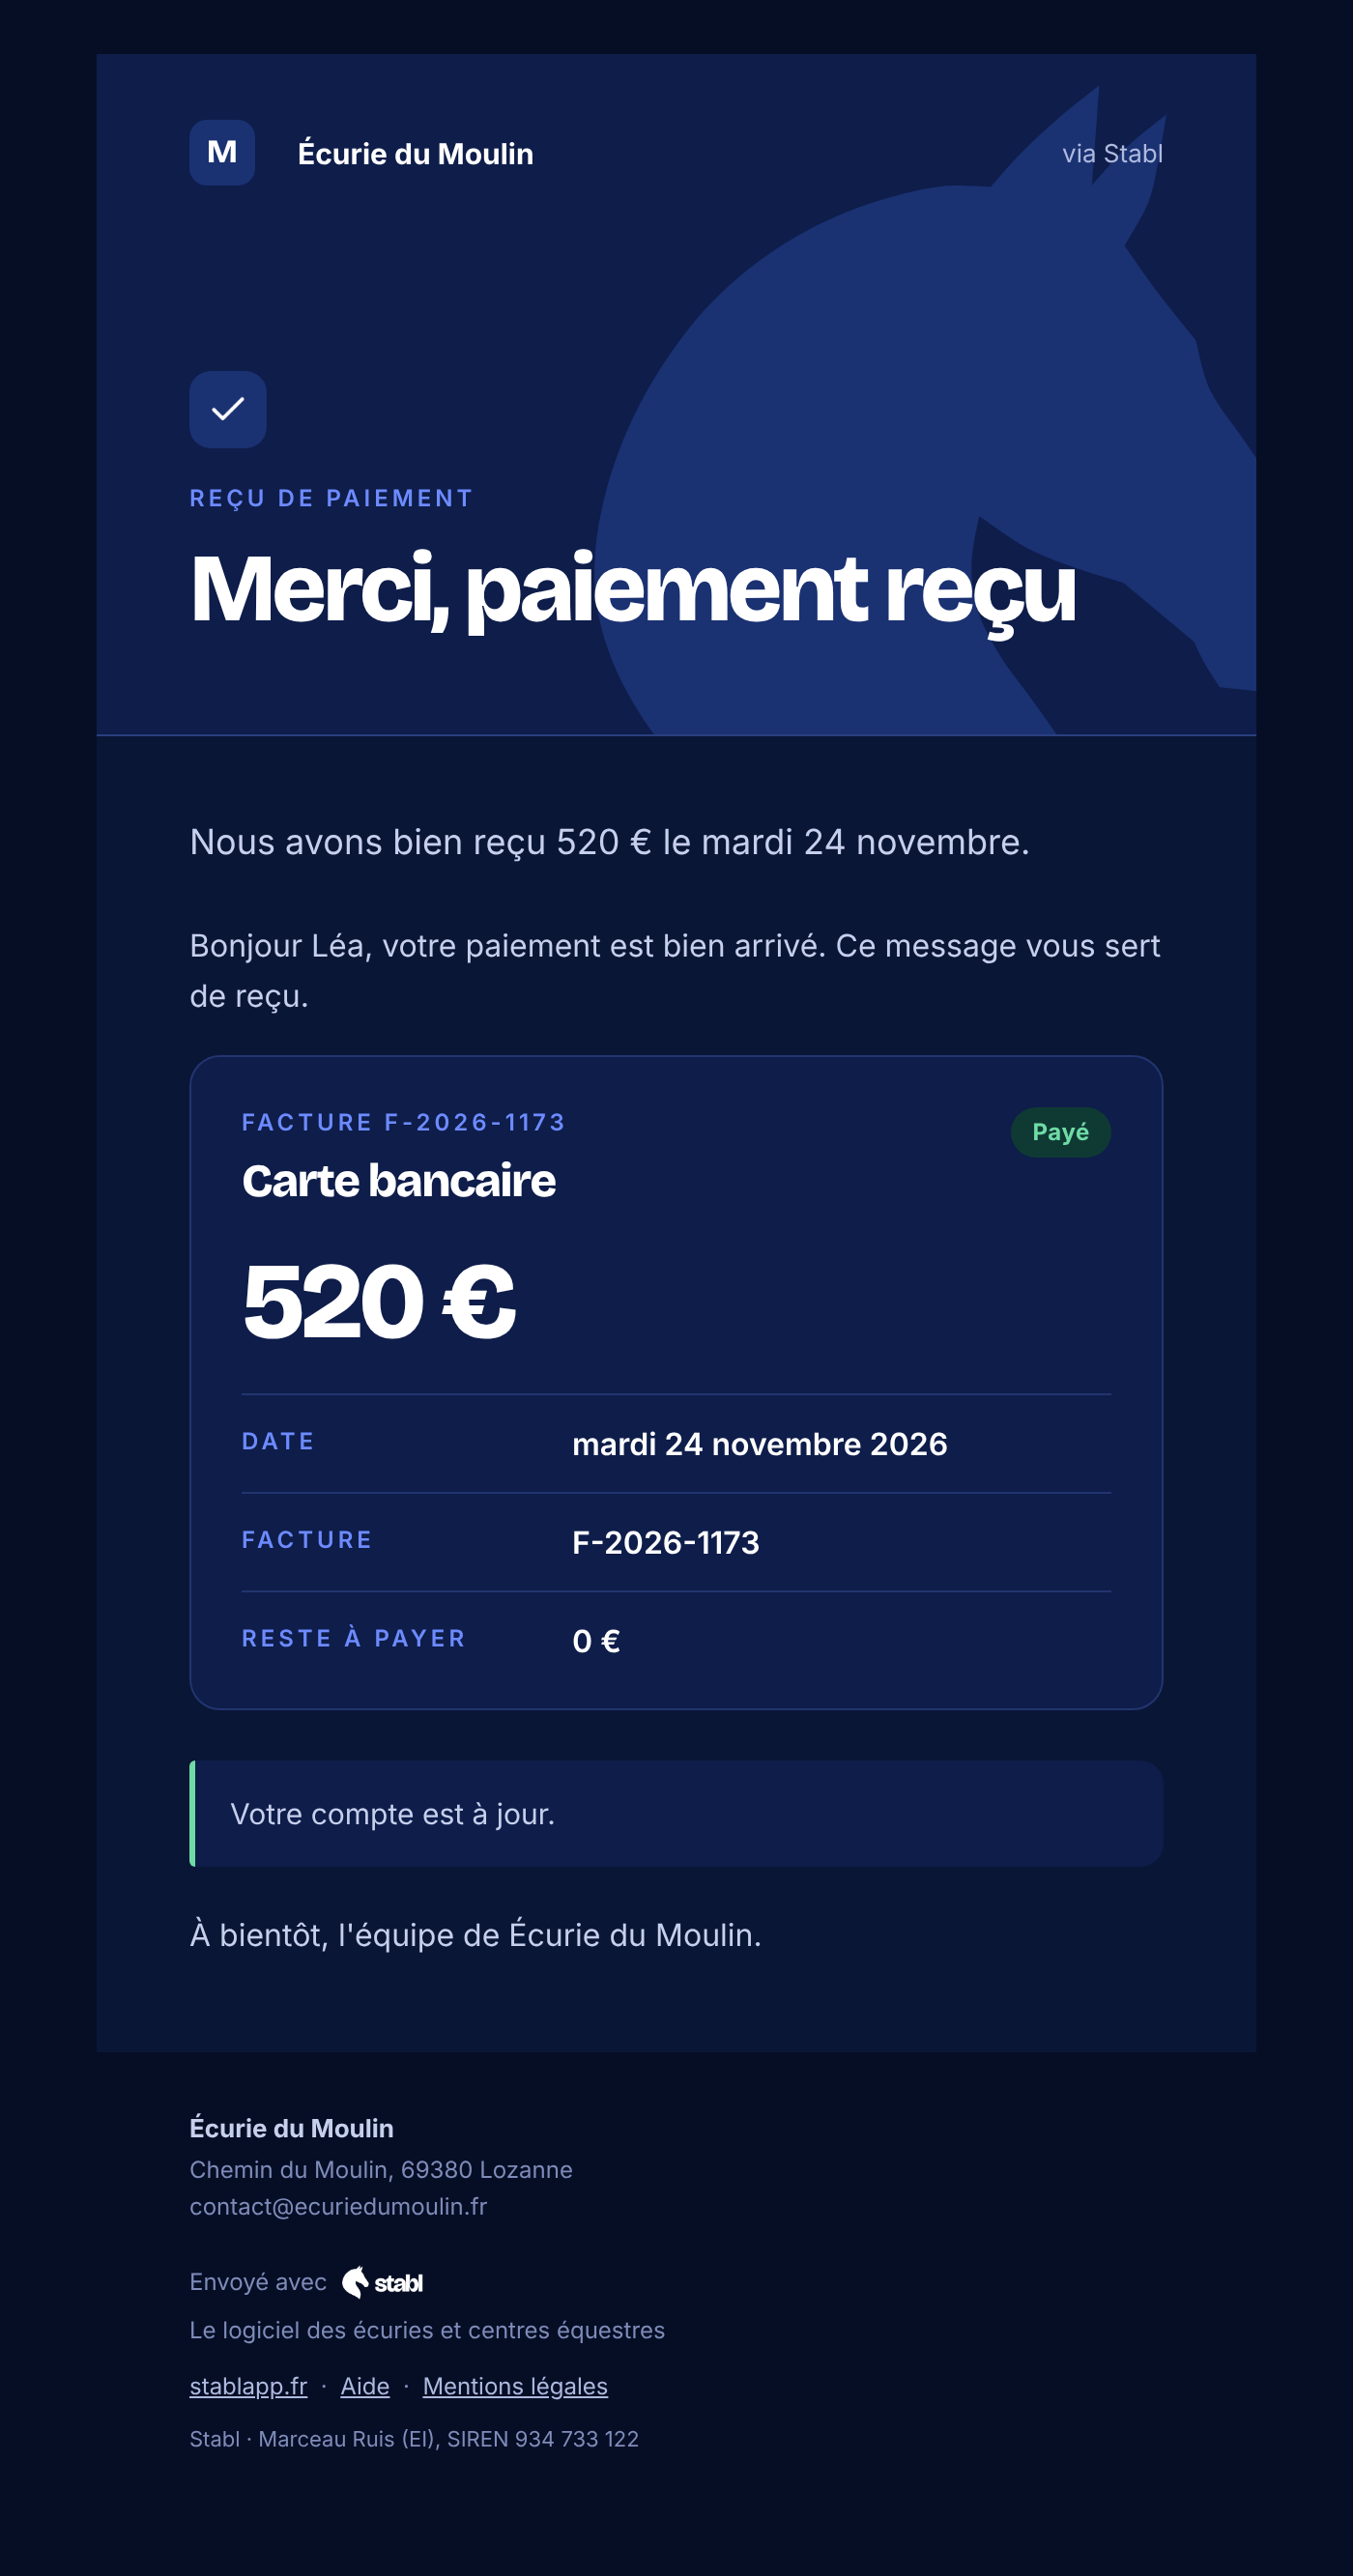 M
Écurie du Moulin
via Stabl
REÇU DE PAIEMENT
Merci, paiement reçu
Nous avons bien reçu 520 € le mardi 24 novembre.
Bonjour Léa, votre paiement est bien arrivé. Ce message vous sert
de reçu.
FACTURE F-2026-1173
Payé
Carte bancaire
520 €
DATE
mardi 24 novembre 2026
FACTURE
F-2026-1173
RESTE À PAYER
0 €
Votre compte est à jour.
À bientôt, l'équipe de Écurie du Moulin.
Écurie du Moulin
Chemin du Moulin, 69380 Lozanne
contact@ecuriedumoulin.fr
Envoyé avec stabl
Le logiciel des écuries et centres équestres
stablapp.fr · Aide · Mentions légales
Stabl · Marceau Ruis (EI), SIREN 934 733 122